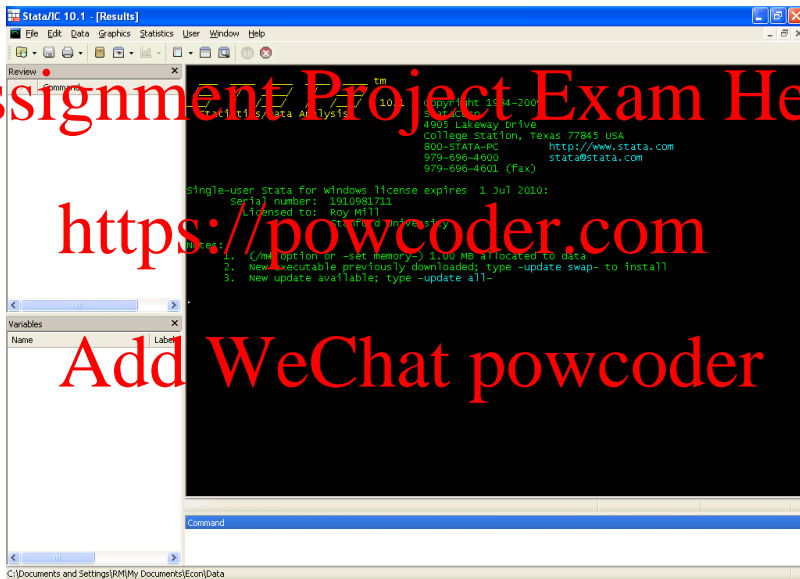 Stata/IC 10.1 - [Results]
File Edit Data Graphics Statistics User Window Help
Review
Command
tm
10.1 Copyright 1984-2009
Statistics/Data Analysis StataCorp
4905 Lakeway Drive
College Station, Texas 77845 USA
800-STATA-PC http://www.stata.com
979-696-4600 stata@stata.com
979-696-4601 (fax)
Single-user Stata for Windows license expires 1 Jul 2010:
Serial number: 1910981711
Licensed to: Roy Mill
Stanford University
Notes:
1. (/m# option or -set memory-) 1.00 MB allocated to data
2. New executable previously downloaded; type -update swap- to install
3. New update available; type -update all-
.
Variables
Name Label
Command
C:\Documents and Settings\RM\My Documents\Econ\Data
ssignment Project Exam He
https://powcoder.com
Add WeChat powcoder